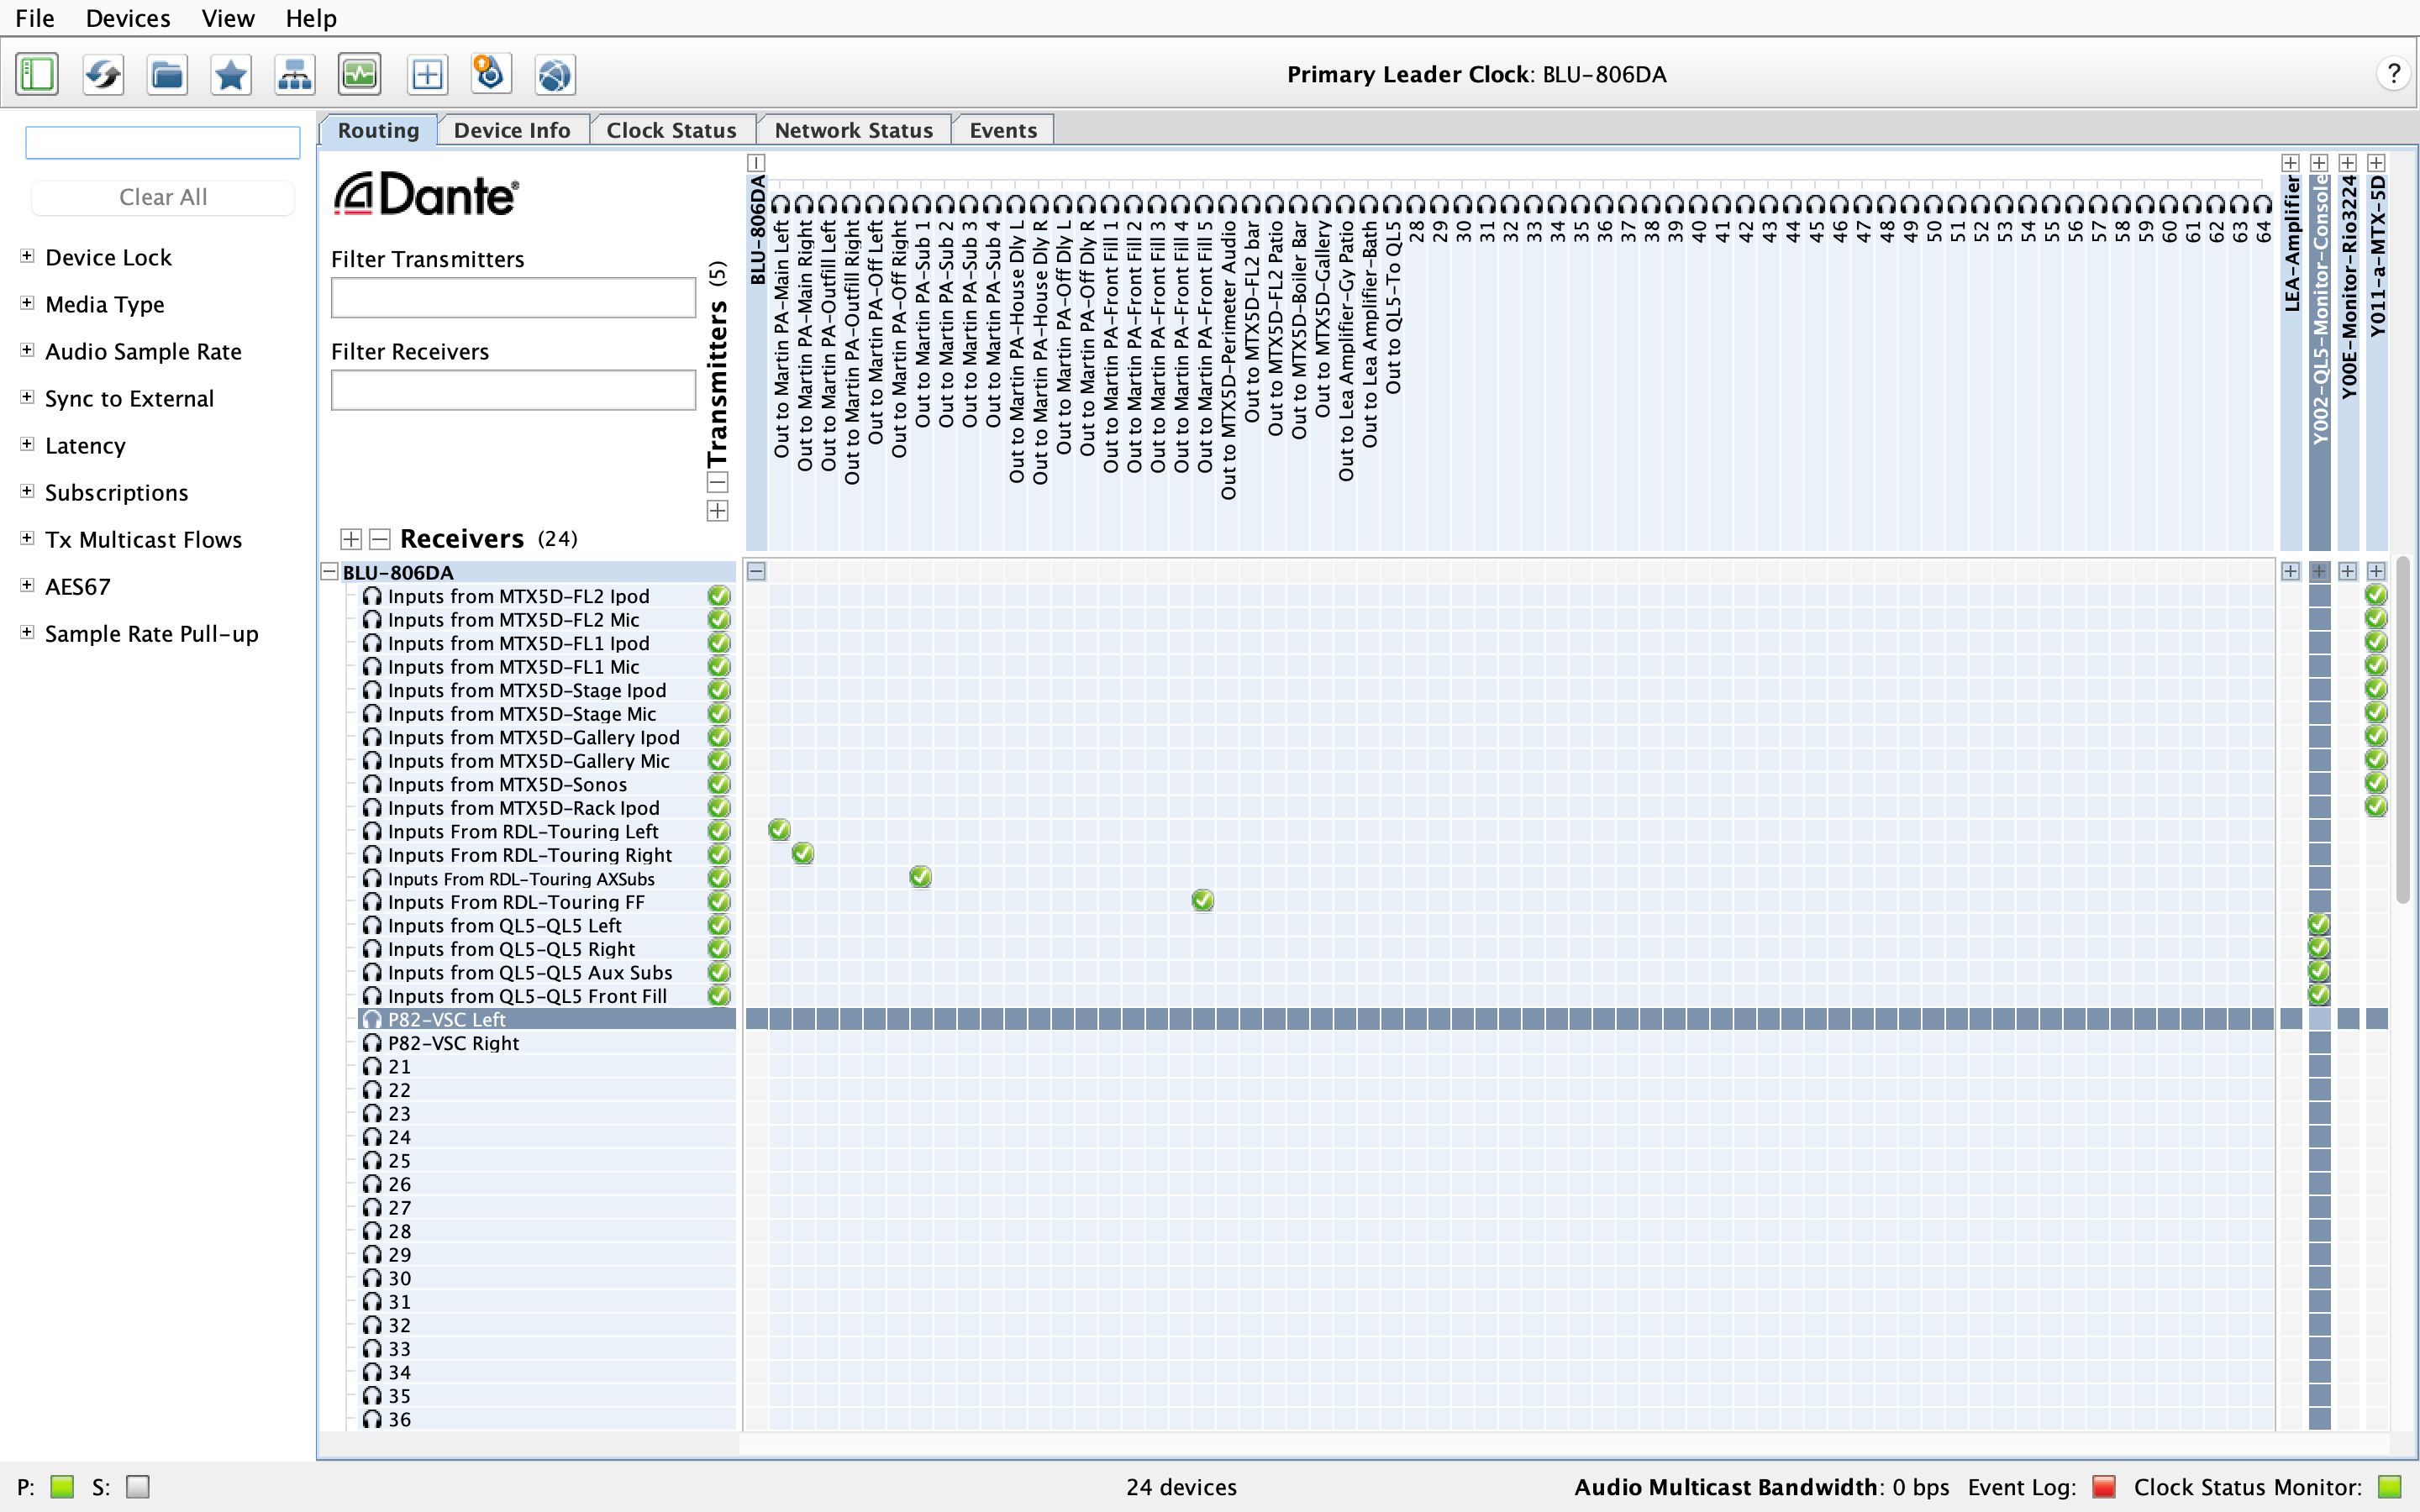 File Devices View Help
Primary Leader Clock: BLU-806DA
?
Clear All
Device Lock
Media Type
Audio Sample Rate
Sync to External
Latency
Subscriptions
Tx Multicast Flows
AES67
Sample Rate Pull-up
Routing Device Info Clock Status Network Status Events
Dante®
Filter Transmitters
Filter Receivers
Transmitters (5)
Receivers (24)
BLU-806DA
Out to Martin PA-Main Left
Out to Martin PA-Main Right
Out to Martin PA-Outfill Left
Out to Martin PA-Outfill Right
Out to Martin PA-Off Left
Out to Martin PA-Off Right
Out to Martin PA-Sub 1
Out to Martin PA-Sub 2
Out to Martin PA-Sub 3
Out to Martin PA-Sub 4
Out to Martin PA-House Dly L
Out to Martin PA-House Dly R
Out to Martin PA-Off Dly L
Out to Martin PA-Off Dly R
Out to Martin PA-Front Fill 1
Out to Martin PA-Front Fill 2
Out to Martin PA-Front Fill 3
Out to Martin PA-Front Fill 4
Out to Martin PA-Front Fill 5
Out to MTX5D-Perimeter Audio
Out to MTX5D-FL2 bar
Out to MTX5D-FL2 Patio
Out to MTX5D-Boiler Bar
Out to MTX5D-Gallery
Out to Lea Amplifier-Gy Patio
Out to Lea Amplifier-Bath
Out to QL5-To QL5
28
29
30
31
32
33
34
35
36
37
38
39
40
41
42
43
44
45
46
47
48
49
50
51
52
53
54
55
56
57
58
59
60
61
62
63
64
LEA-Amplifier
Y002-QL5-Monitor-Console
Y00E-Monitor-Rio3224
Y011-a-MTX-5D
BLU-806DA
Inputs from MTX5D-FL2 Ipod
Inputs from MTX5D-FL2 Mic
Inputs from MTX5D-FL1 Ipod
Inputs from MTX5D-FL1 Mic
Inputs from MTX5D-Stage Ipod
Inputs from MTX5D-Stage Mic
Inputs from MTX5D-Gallery Ipod
Inputs from MTX5D-Gallery Mic
Inputs from MTX5D-Sonos
Inputs from MTX5D-Rack Ipod
Inputs From RDL-Touring Left
Inputs From RDL-Touring Right
Inputs From RDL-Touring AXSubs
Inputs From RDL-Touring FF
Inputs from QL5-QL5 Left
Inputs from QL5-QL5 Right
Inputs from QL5-QL5 Aux Subs
Inputs from QL5-QL5 Front Fill
P82-VSC Left
P82-VSC Right
21
22
23
24
25
26
27
28
29
30
31
32
33
34
35
36
P: S: 24 devices Audio Multicast Bandwidth: 0 bps Event Log: Clock Status Monitor: